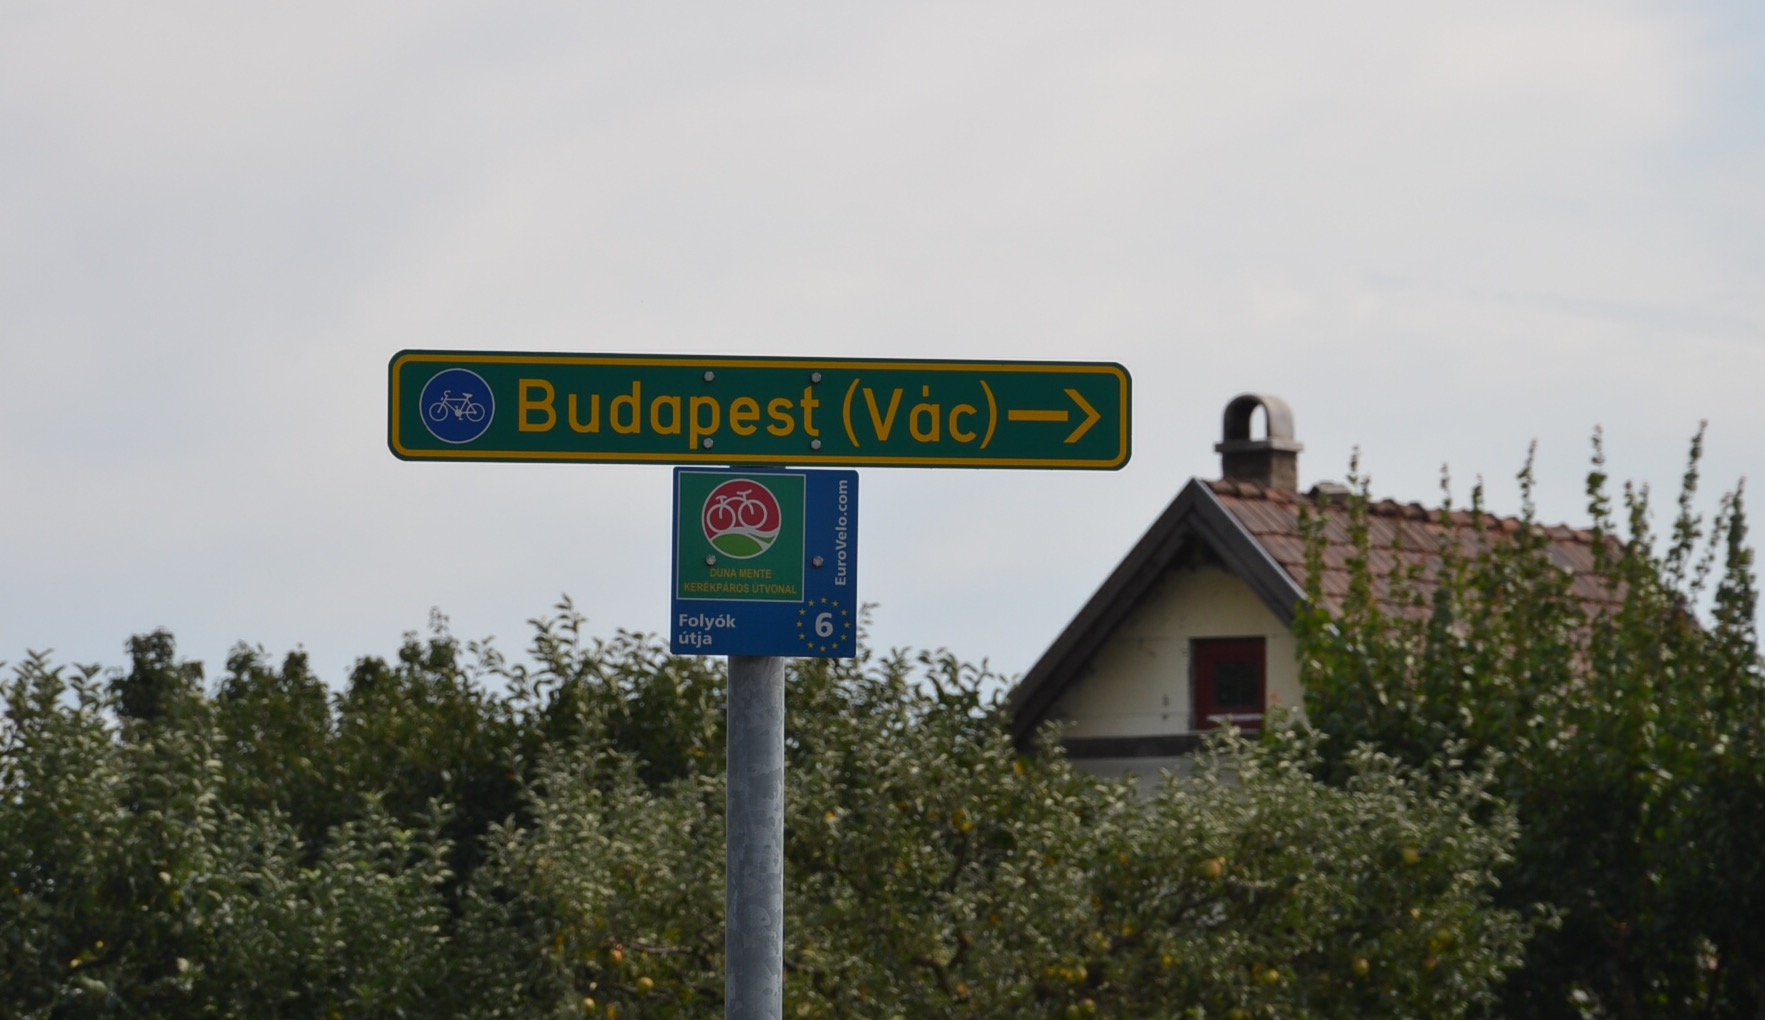 Budapest (Vác)
EuroVelo.com
DUNA MENTE
KERÉKPÁROS ÚTVONAL
Folyók
útja
6